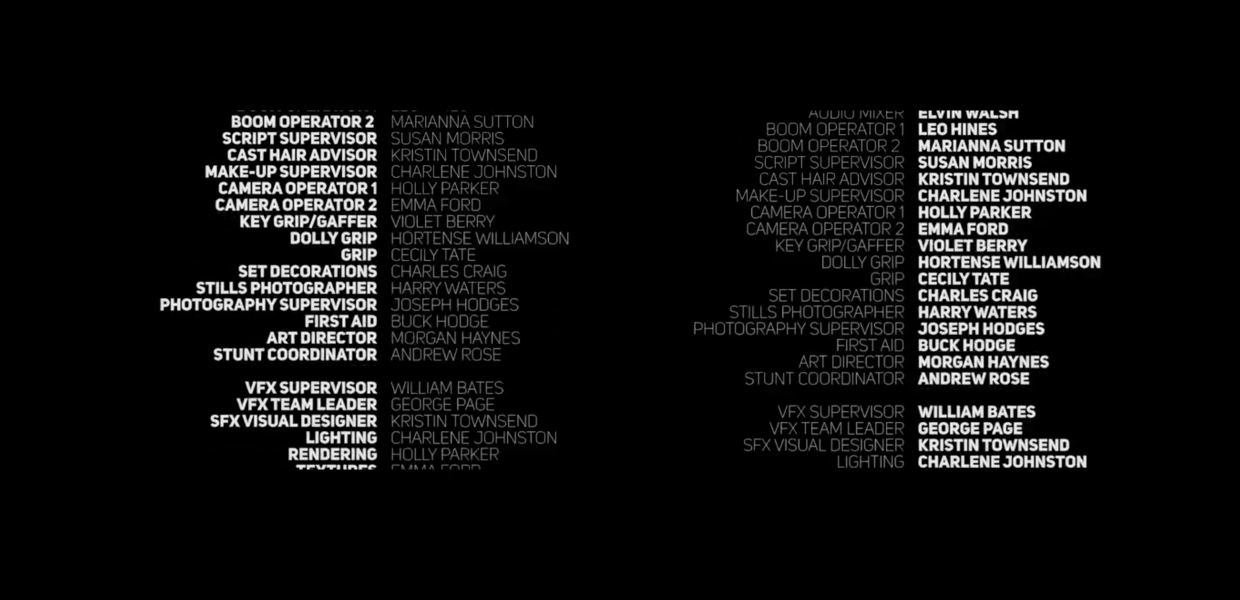 BOOM OPERATOR 2 MARIANNA SUTTON
SCRIPT SUPERVISOR SUSAN MORRIS
CAST HAIR ADVISOR KRISTIN TOWNSEND
MAKE-UP SUPERVISOR CHARLENE JOHNSTON
CAMERA OPERATOR 1 HOLLY PARKER
CAMERA OPERATOR 2 EMMA FORD
KEY GRIP/GAFFER VIOLET BERRY
DOLLY GRIP HORTENSE WILLIAMSON
GRIP CECILY TATE
SET DECORATIONS CHARLES CRAIG
STILLS PHOTOGRAPHER HARRY WATERS
PHOTOGRAPHY SUPERVISOR JOSEPH HODGES
FIRST AID BUCK HODGE
ART DIRECTOR MORGAN HAYNES
STUNT COORDINATOR ANDREW ROSE
VFX SUPERVISOR WILLIAM BATES
VFX TEAM LEADER GEORGE PAGE
SFX VISUAL DESIGNER KRISTIN TOWNSEND
LIGHTING CHARLENE JOHNSTON
RENDERING HOLLY PARKER
TEXTURES EMMA FORD
AUDIO MIXER ELVIN WALSH
BOOM OPERATOR 1 LEO HINES
BOOM OPERATOR 2 MARIANNA SUTTON
SCRIPT SUPERVISOR SUSAN MORRIS
CAST HAIR ADVISOR KRISTIN TOWNSEND
MAKE-UP SUPERVISOR CHARLENE JOHNSTON
CAMERA OPERATOR 1 HOLLY PARKER
CAMERA OPERATOR 2 EMMA FORD
KEY GRIP/GAFFER VIOLET BERRY
DOLLY GRIP HORTENSE WILLIAMSON
GRIP CECILY TATE
SET DECORATIONS CHARLES CRAIG
STILLS PHOTOGRAPHER HARRY WATERS
PHOTOGRAPHY SUPERVISOR JOSEPH HODGES
FIRST AID BUCK HODGE
ART DIRECTOR MORGAN HAYNES
STUNT COORDINATOR ANDREW ROSE
VFX SUPERVISOR WILLIAM BATES
VFX TEAM LEADER GEORGE PAGE
SFX VISUAL DESIGNER KRISTIN TOWNSEND
LIGHTING CHARLENE JOHNSTON